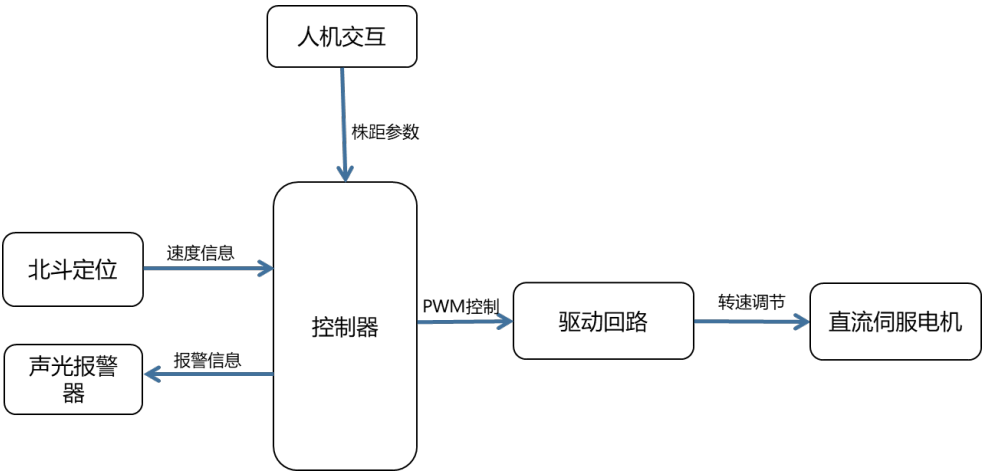 人机交互
株距参数
北斗定位
速度信息
控制器
PWM控制
驱动回路
转速调节
直流伺服电机
声光报警
器
报警信息